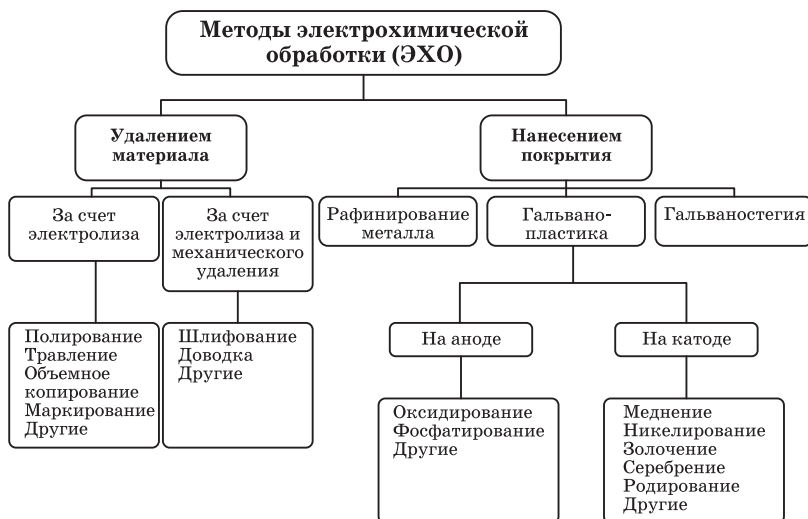 Методы электрохимической
обработки (ЭХО)
Удалением
материала
Нанесением
покрытия
За счет
электролиза
За счет
электролиза и
механического
удаления
Рафинирование
металла
Гальвано-
пластика
Гальваностегия
Полирование
Травление
Объемное
копирование
Маркирование
Другие
Шлифование
Доводка
Другие
На аноде
На катоде
Оксидирование
Фосфатирование
Другие
Меднение
Никелирование
Золочение
Серебрение
Родирование
Другие